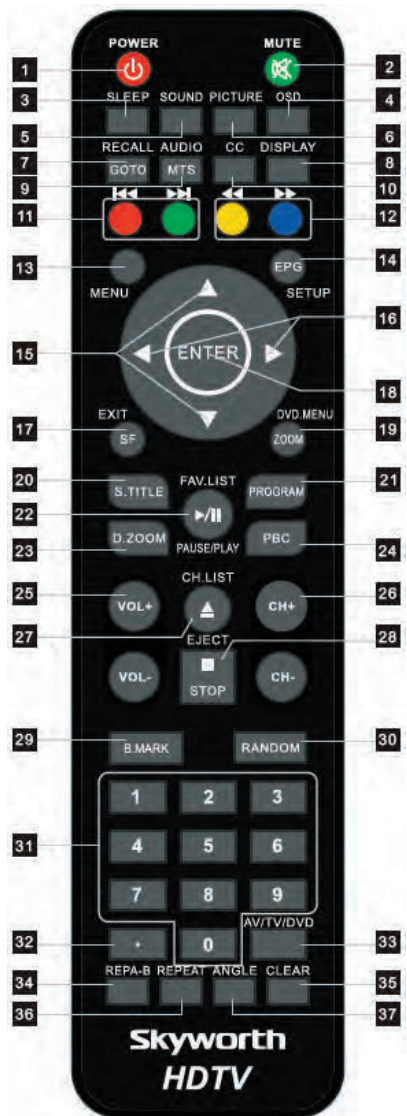 POWER MUTE
1 2
3 SLEEP SOUND PICTURE OSD 4
5 6
7 RECALL AUDIO CC DISPLAY 8
GOTO MTS
9 10
11 12
13 EPG 14
MENU SETUP
15 16
ENTER
18
17 EXIT DVD.MENU 19
SF ZOOM
20 S.TITLE FAV.LIST PROGRAM 21
22
23 D.ZOOM PAUSE/PLAY PBC 24
CH.LIST
25 VOL+ CH+ 26
27 EJECT 28
VOL- STOP CH-
29 B.MARK RANDOM 30
1 2 3
31 4 5 6
7 8 9
AV/TV/DVD
32 . 0 33
34 REPA-B REPEAT ANGLE CLEAR 35
36 37
Skyworth
HDTV